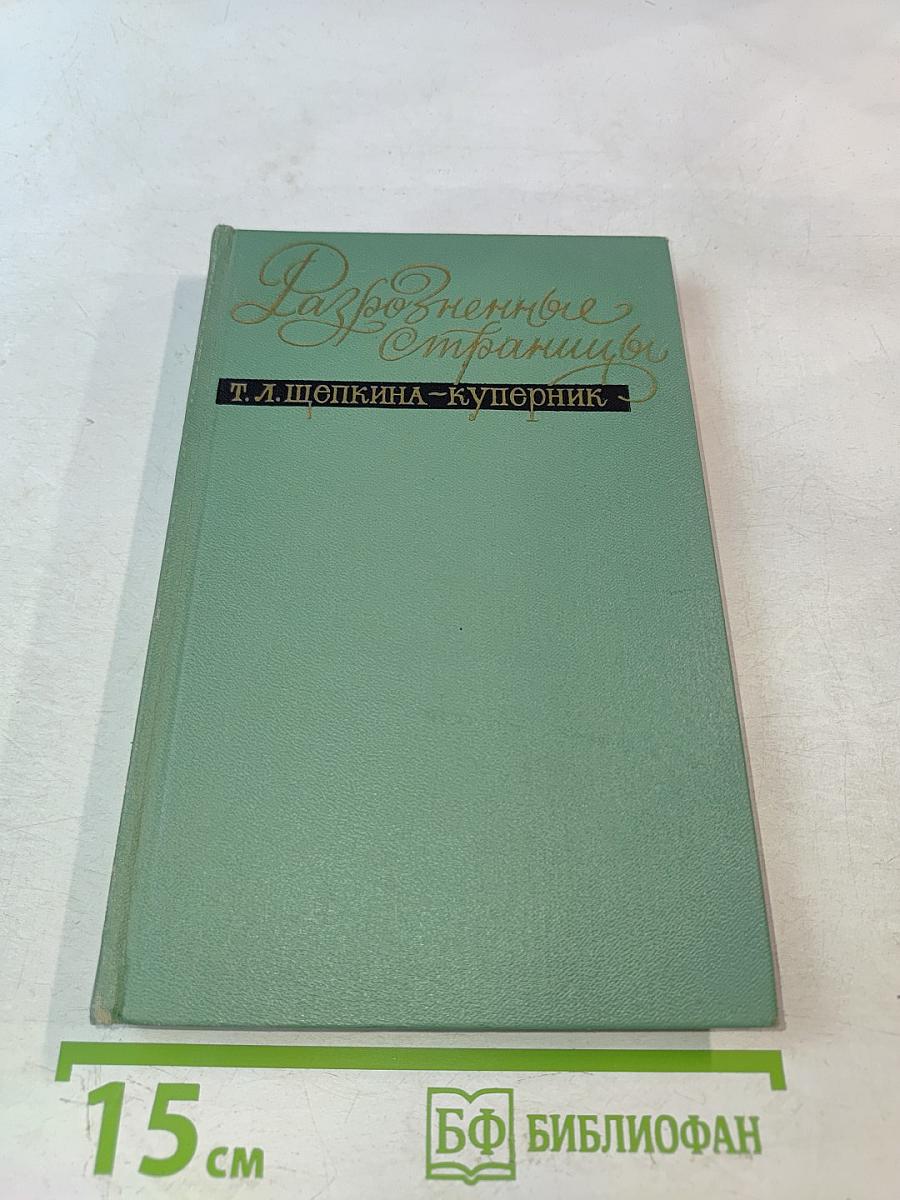 Разрозненные
страницы
Т. Л. ЩЕПКИНА-КУПЕРНИК
15 см
БФ БИБЛИОФАН